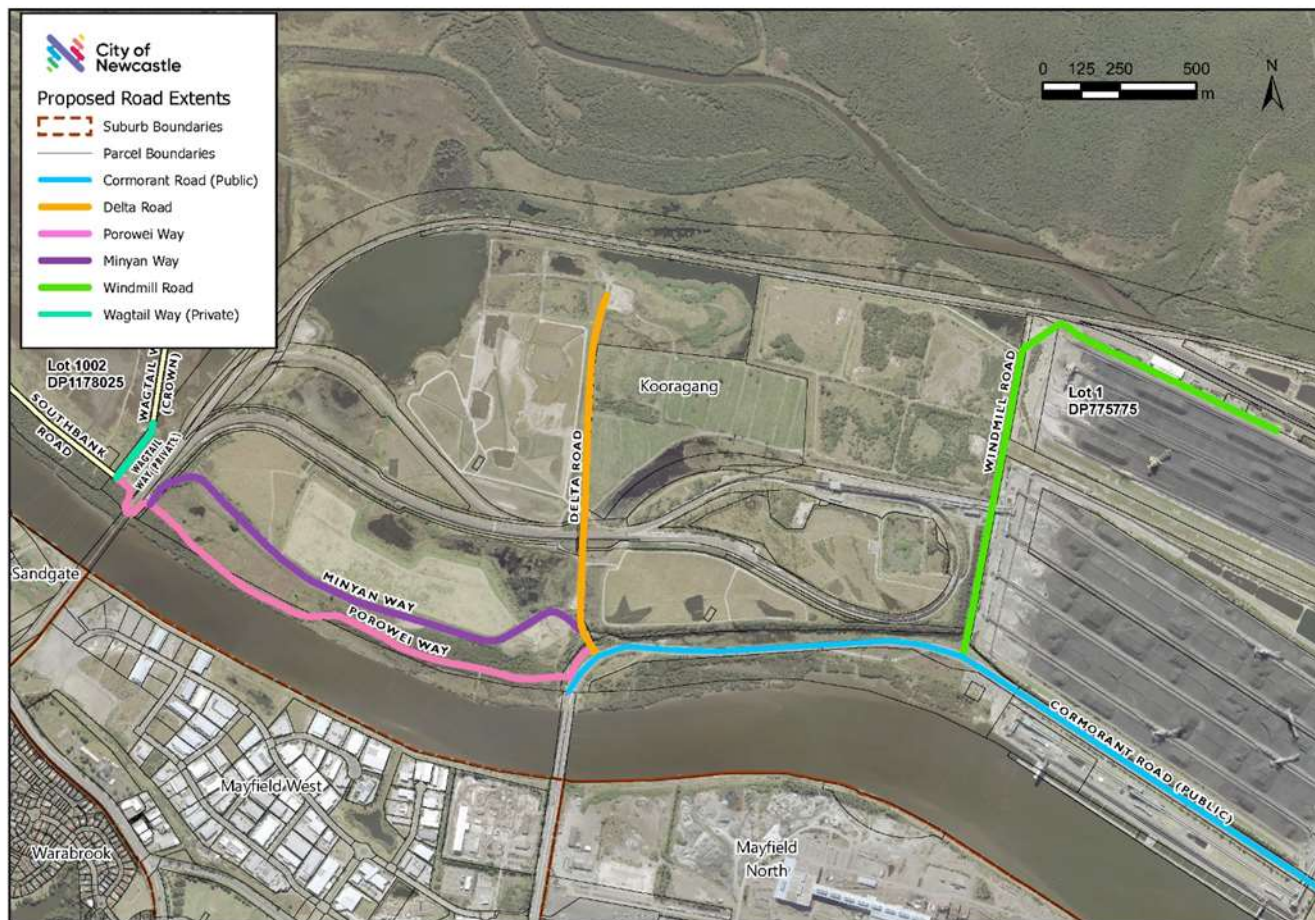 City of
Newcastle
Proposed Road Extents
Suburb Boundaries
Parcel Boundaries
Cormorant Road (Public)
Delta Road
Porowei Way
Minyan Way
Windmill Road
Wagtail Way (Private)
0 125 250 500
m
N
Lot 1002
DP1178025
WAGTAIL W
(CROWN)
SOUTHBANK
ROAD
WAGTAIL
WAY (PRIVATE)
Kooragang
DELTA ROAD
WINDMILL ROAD
Lot 1
DP775775
MINYAN WAY
POROWEI WAY
CORMORANT ROAD (PUBLIC)
Sandgate
Mayfield West
Warabrook
Mayfield
North